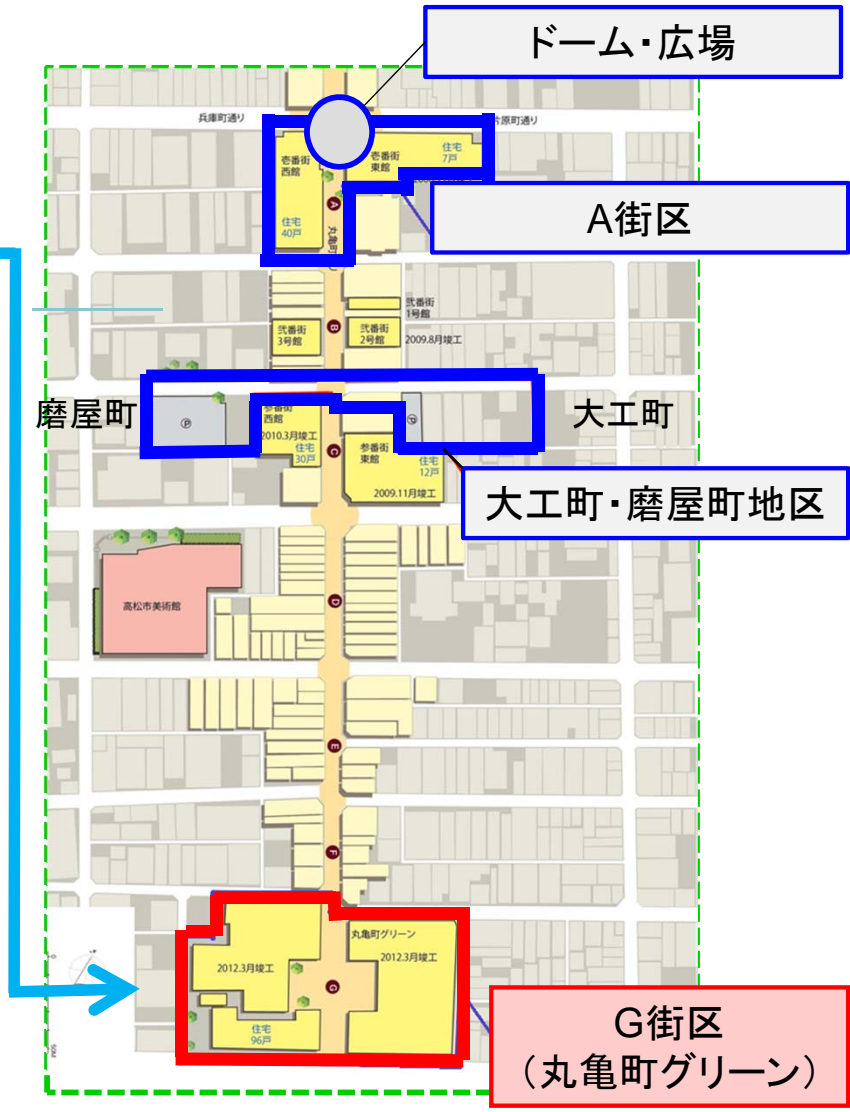 ドーム・広場
兵庫町通り
片原町通り
壱番街
西館
壱番街
東館
住宅
7戸
住宅
40戸
A
A街区
弐番街
1号館
弐番街
3号館
B
弐番街
2号館
2009.8月竣工
磨屋町
大工町
P
P
参番街
西館
2010.3月竣工
住宅
30戸
C
参番街
東館
住宅
12戸
2009.11月竣工
大工町・磨屋町地区
高松市美術館
D
E
F
丸亀町グリーン
2012.3月竣工
2012.3月竣工
G
住宅
96戸
0
50M
G街区
(丸亀町グリーン)